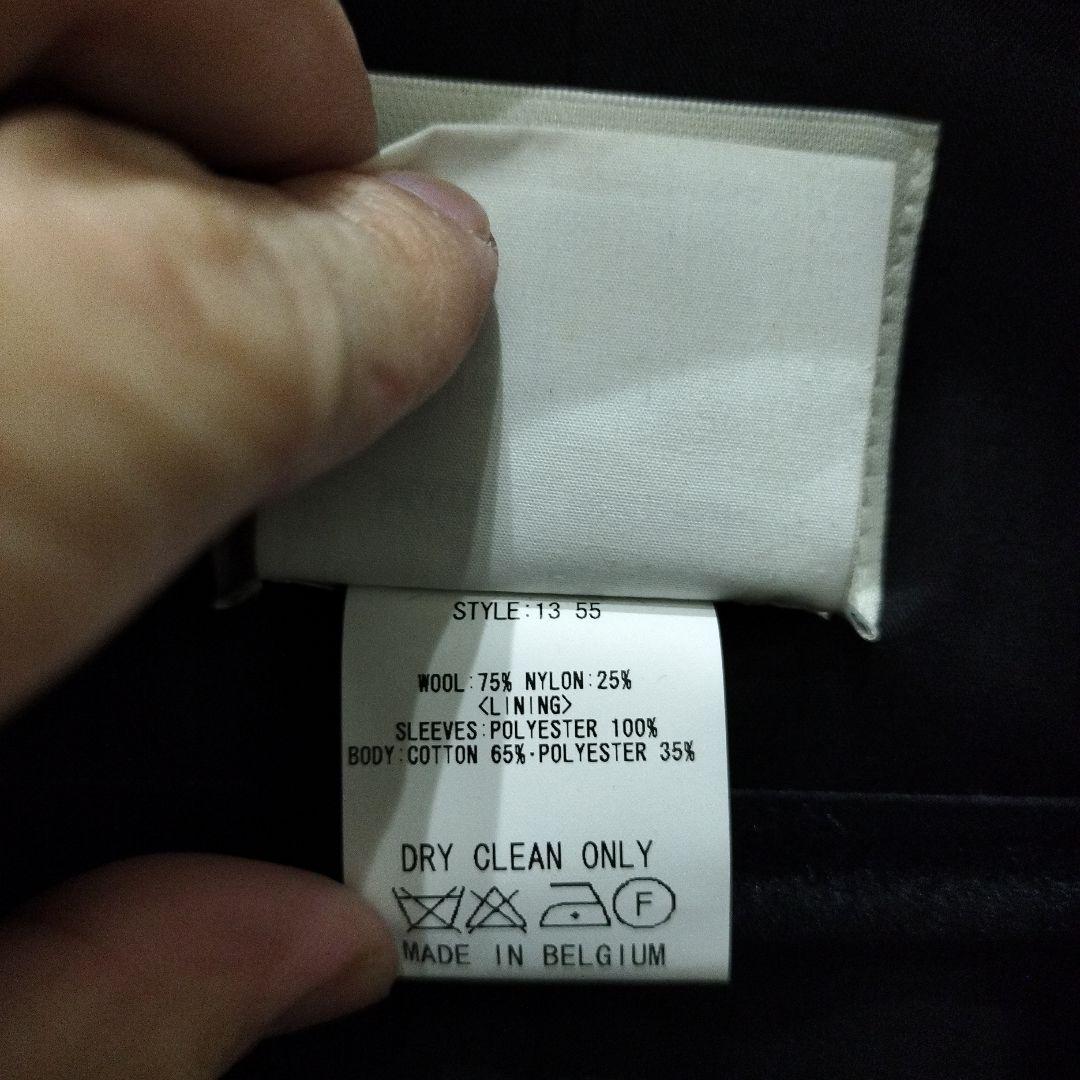 STYLE:13 55
WOOL:75% NYLON:25%
<LINING>
SLEEVES:POLYESTER 100%
BODY:COTTON 65%·POLYESTER 35%
DRY CLEAN ONLY
F
MADE IN BELGIUM